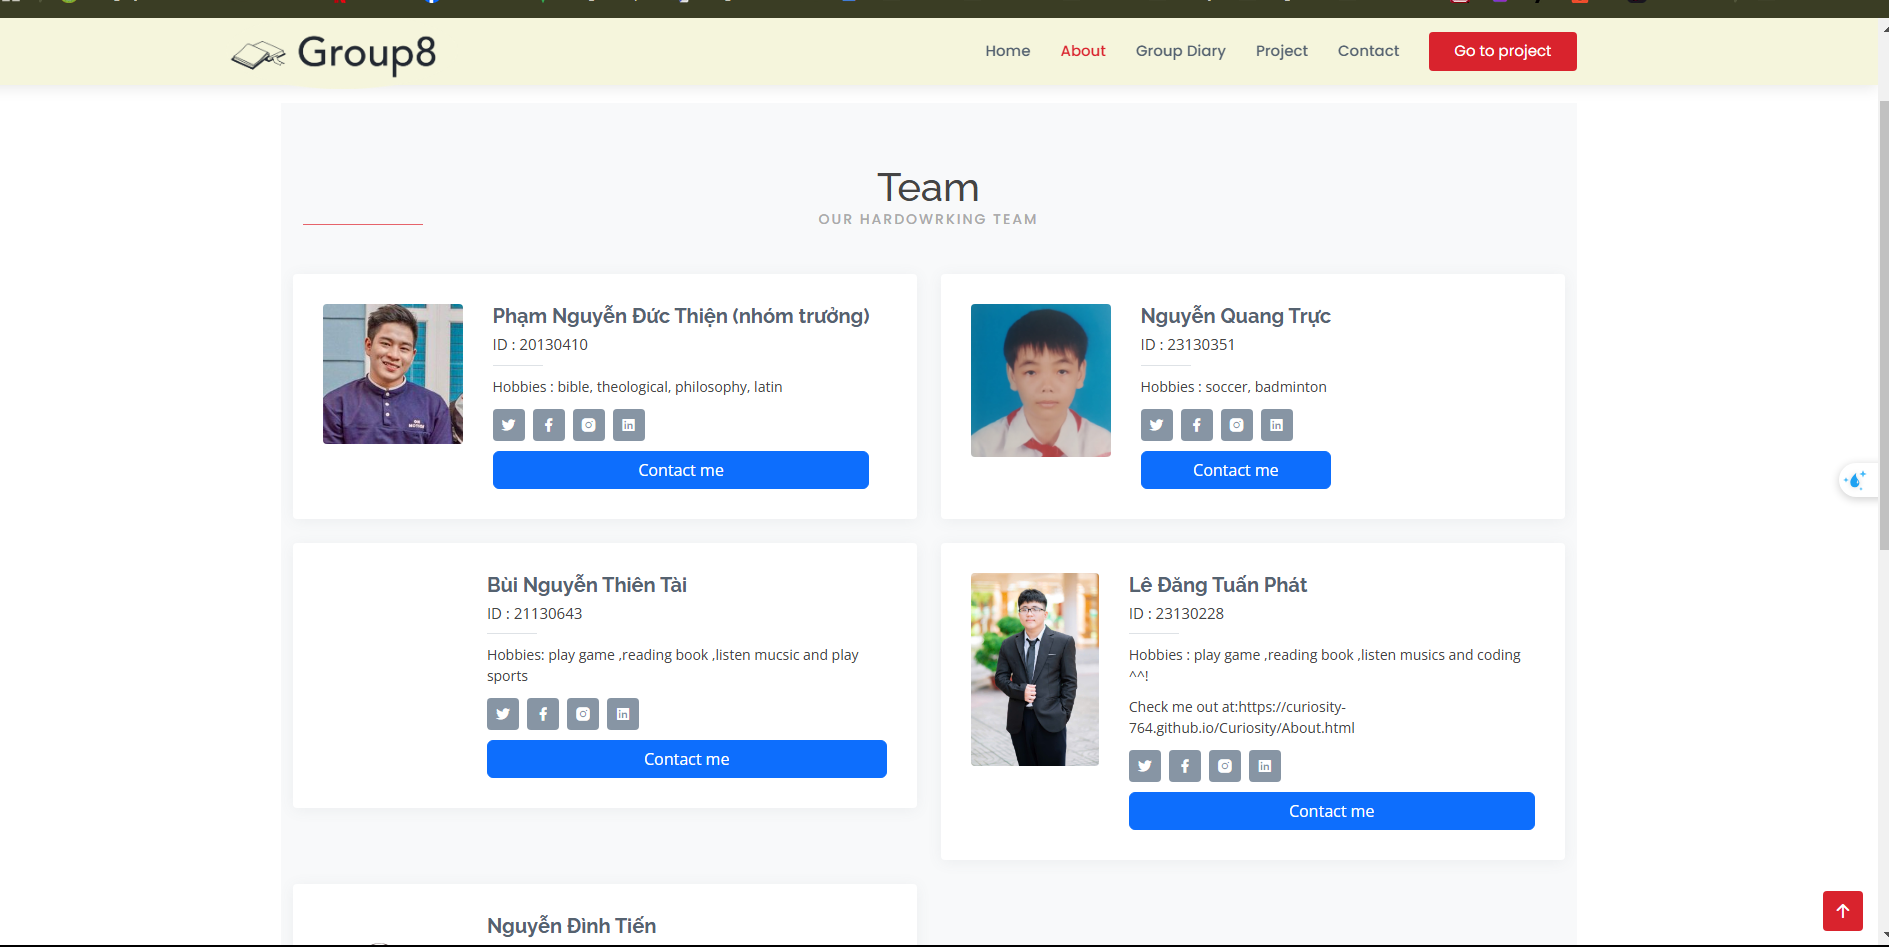 Group8
Home About Group Diary Project Contact Go to project
Team
OUR HARDOWRKING TEAM
Phạm Nguyễn Đức Thiện (nhóm trưởng)
ID : 20130410
Hobbies : bible, theological, philosophy, latin
Contact me
Nguyễn Quang Trực
ID : 23130351
Hobbies : soccer, badminton
Contact me
Bùi Nguyễn Thiên Tài
ID : 21130643
Hobbies: play game ,reading book ,listen mucsic and play
sports
Contact me
Lê Đăng Tuấn Phát
ID : 23130228
Hobbies : play game ,reading book ,listen musics and coding
^^!
Check me out at:https://curiosity-
764.github.io/Curiosity/About.html
Contact me
Nguyễn Đình Tiến